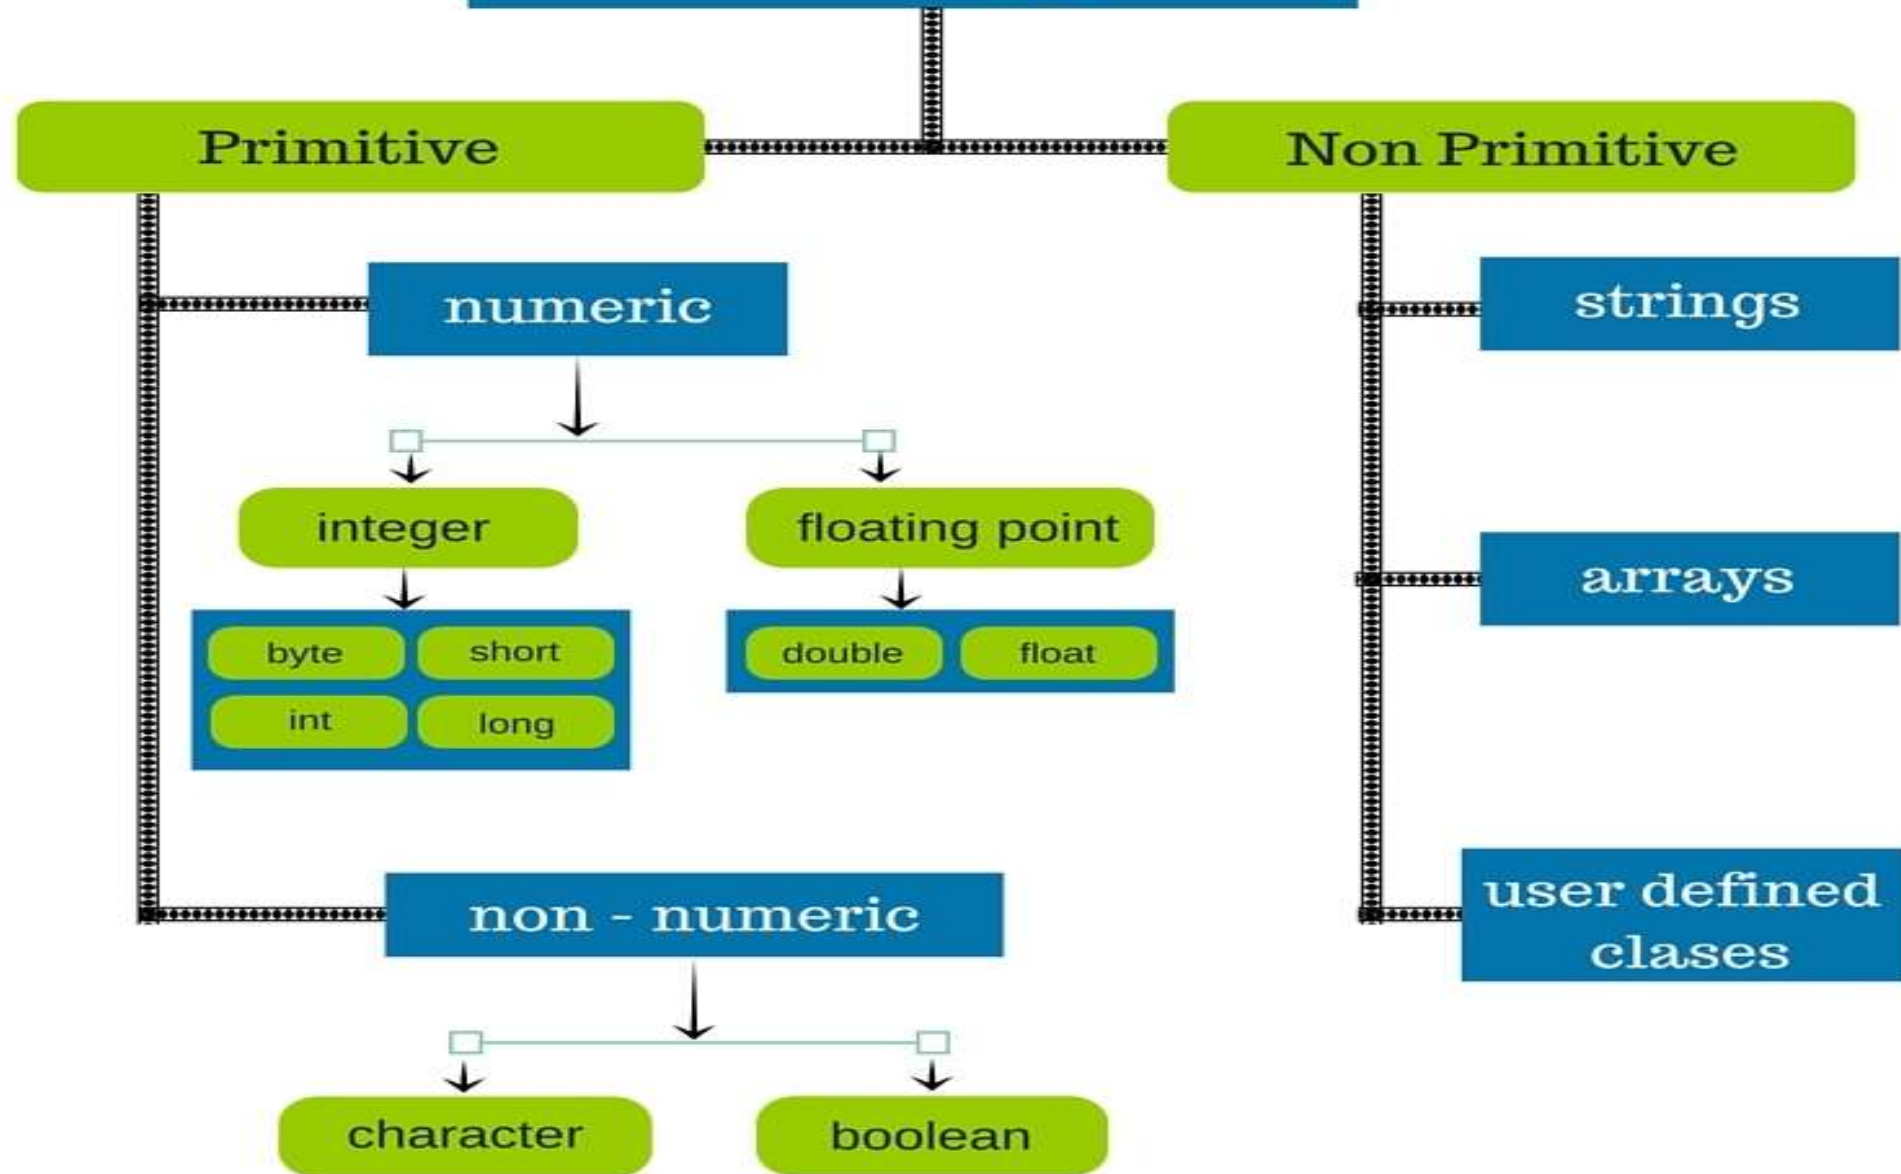 Primitive
Non Primitive
numeric
strings
integer
floating point
arrays
byte
short
double
float
int
long
user defined
clases
non - numeric
character
boolean